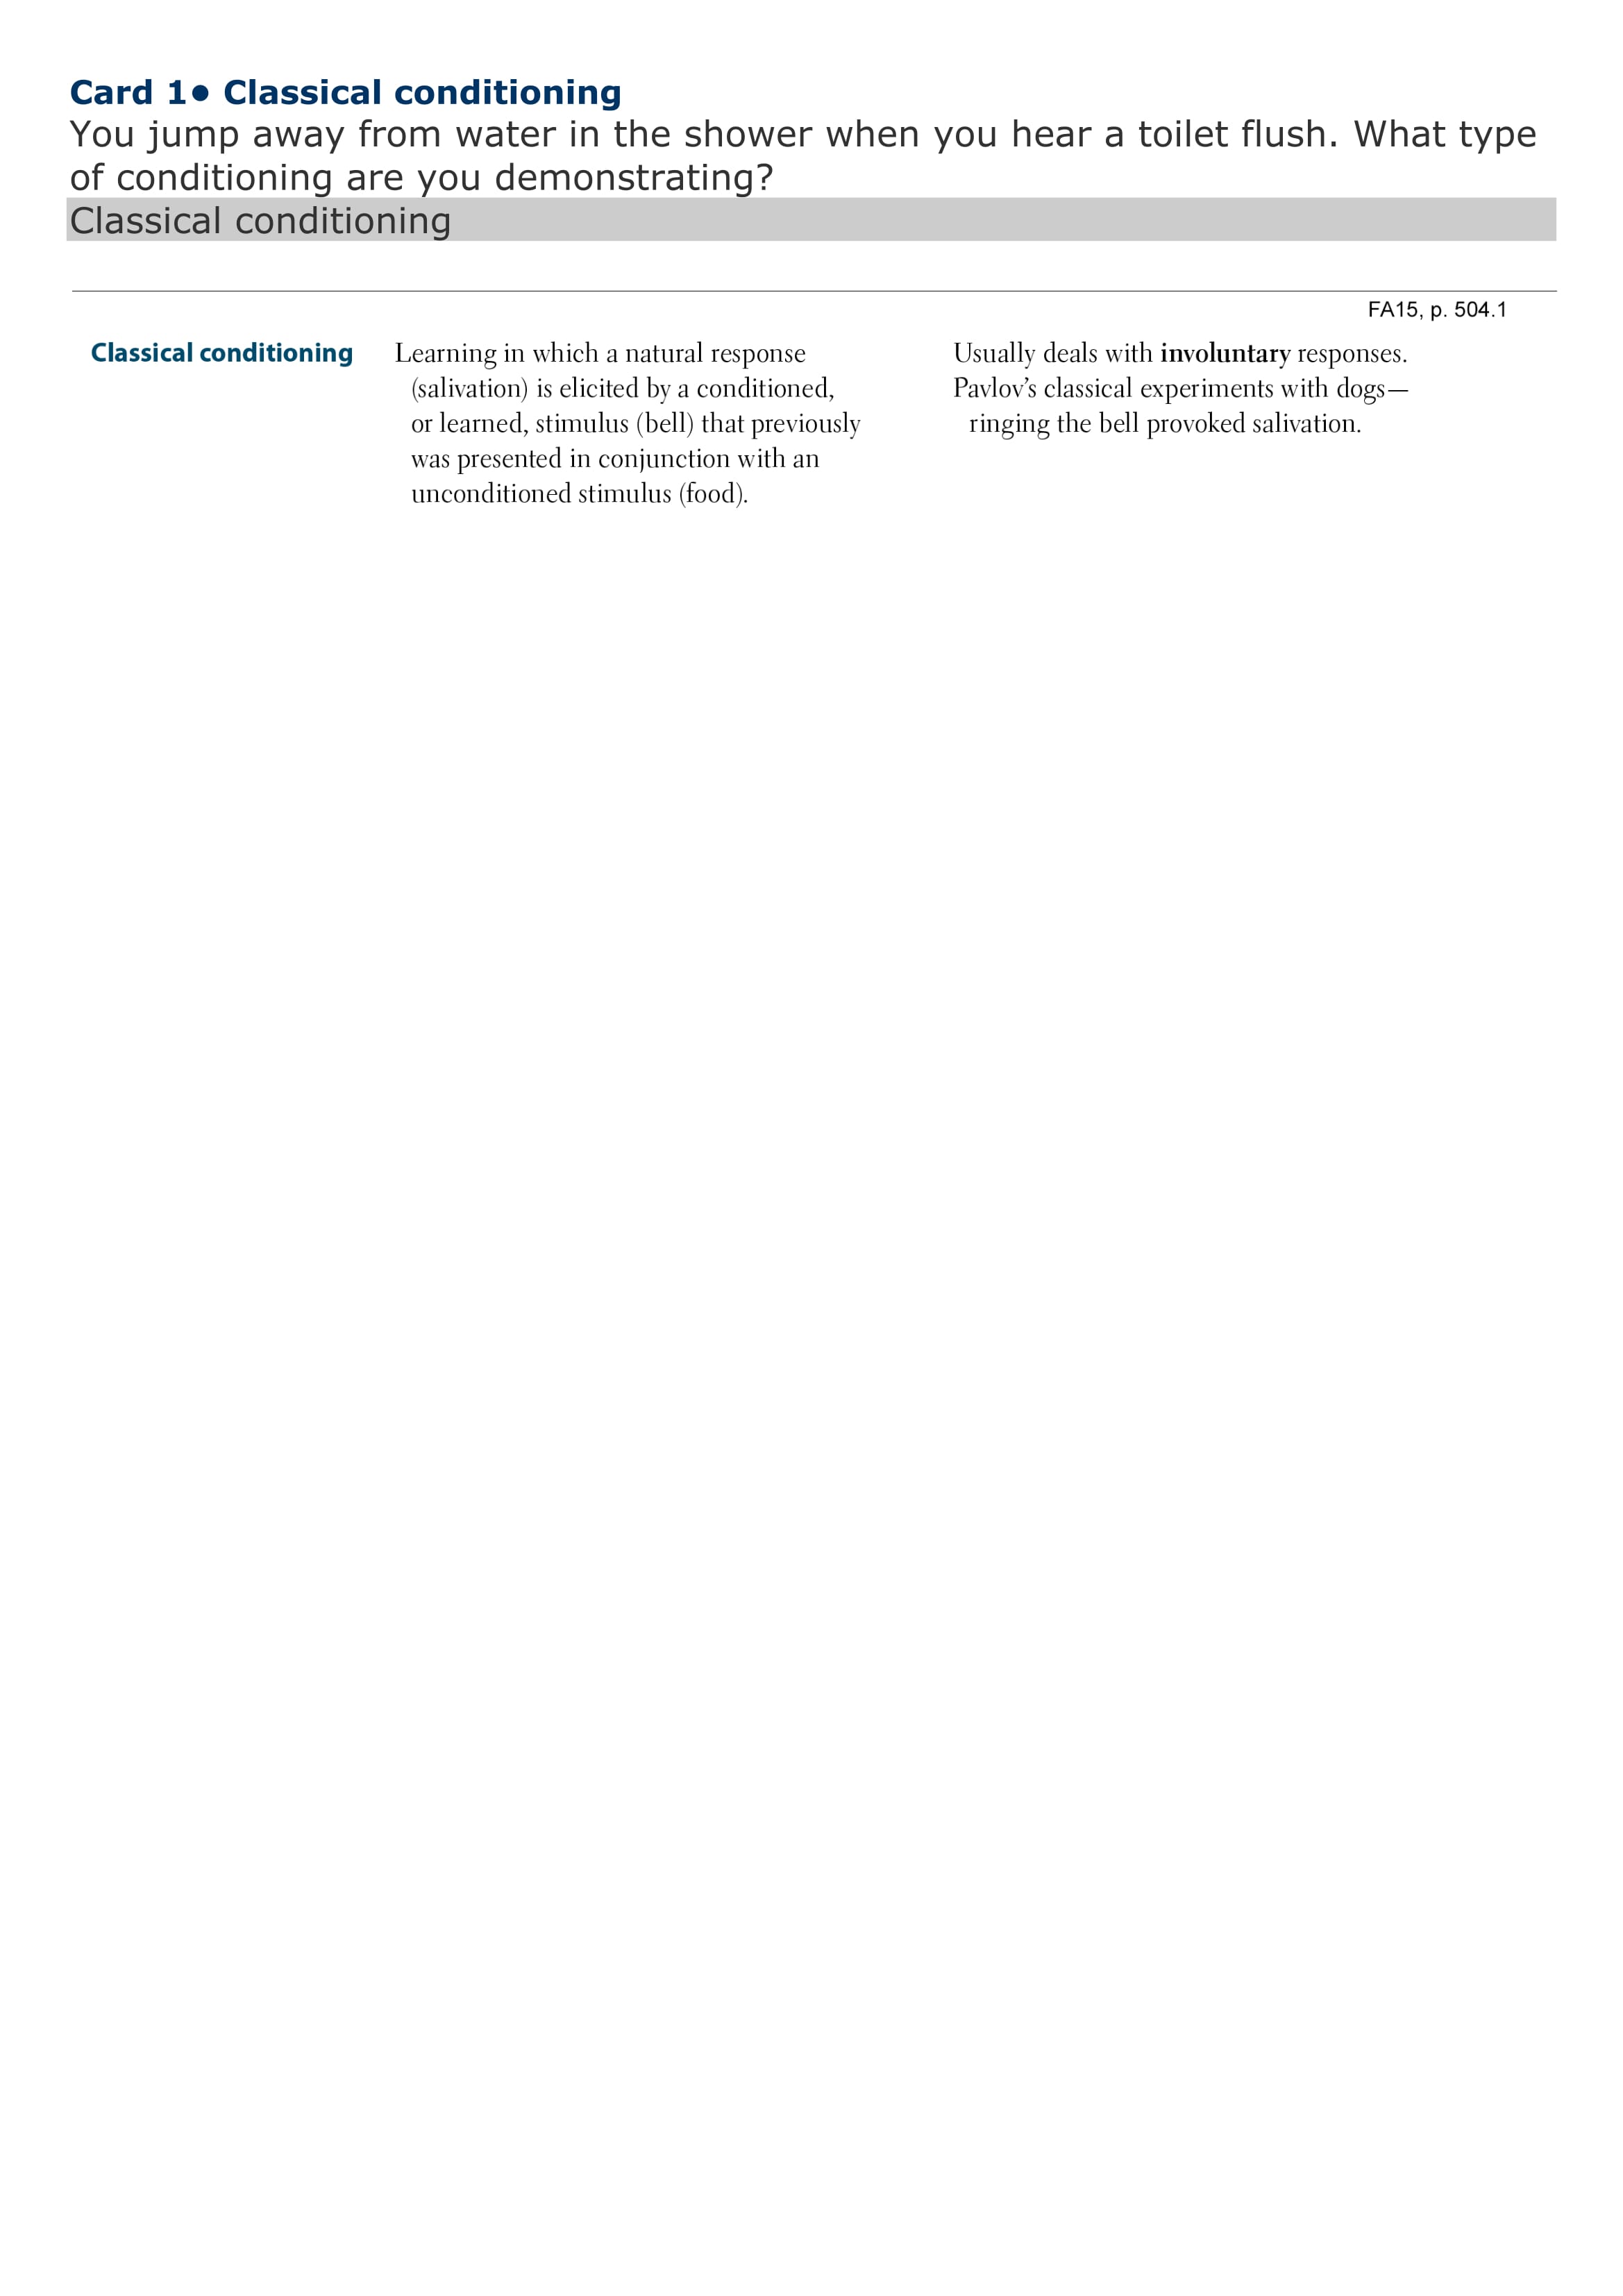 Card 1• Classical conditioning
You jump away from water in the shower when you hear a toilet flush. What type
of conditioning are you demonstrating?
Classical conditioning
FA15, p. 504.1
Classical conditioning
Learning in which a natural response
(salivation) is elicited by a conditioned,
or learned, stimulus (bell) that previously
was presented in conjunction with an
unconditioned stimulus (food).
Usually deals with involuntary responses.
Pavlov’s classical experiments with dogs—
ringing the bell provoked salivation.